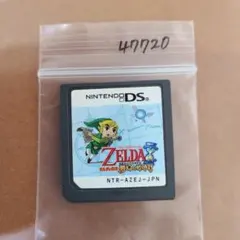 47720
NINTENDO DS
ZELDA
NTR-AZEJ-JPN